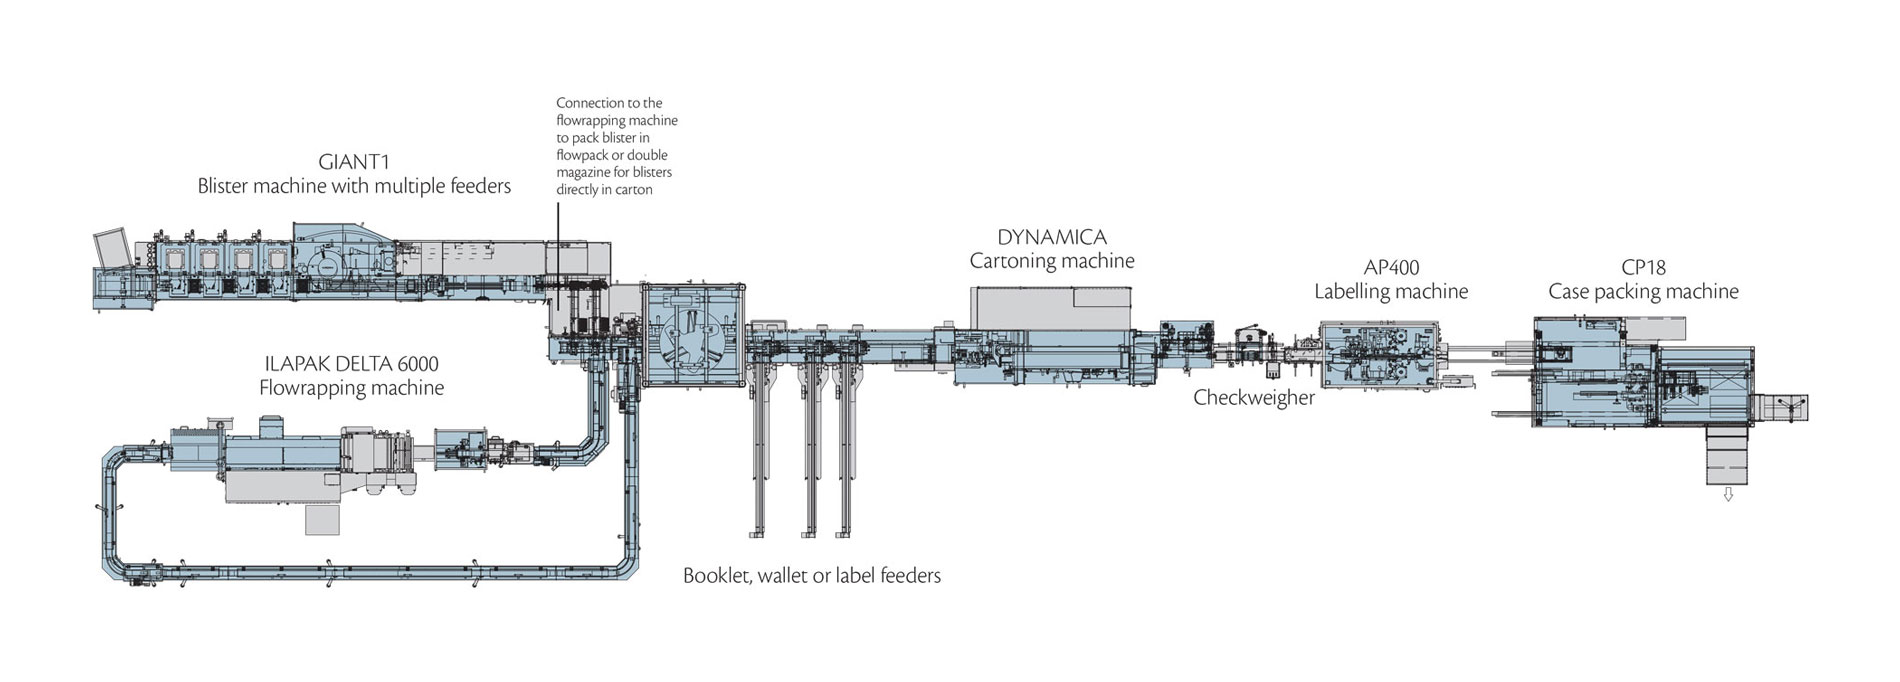 Connection to the
flowrapping machine
to pack blister in
flowpack or double
magazine for blisters
directly in carton
GIANT1
Blister machine with multiple feeders
DYNAMICA
Cartoning machine
AP400
Labelling machine
CP18
Case packing machine
ILAPAK DELTA 6000
Flowrapping machine
Checkweigher
Booklet, wallet or label feeders